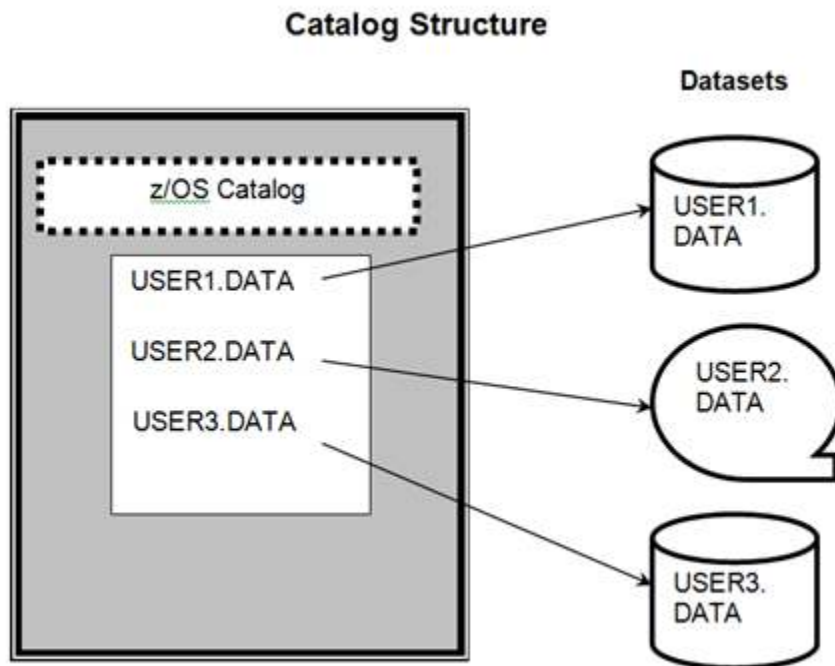 Catalog Structure
Datasets
z/OS Catalog
USER1.DATA
USER2.DATA
USER3.DATA
USER1.
DATA
USER2.
DATA
USER3.
DATA